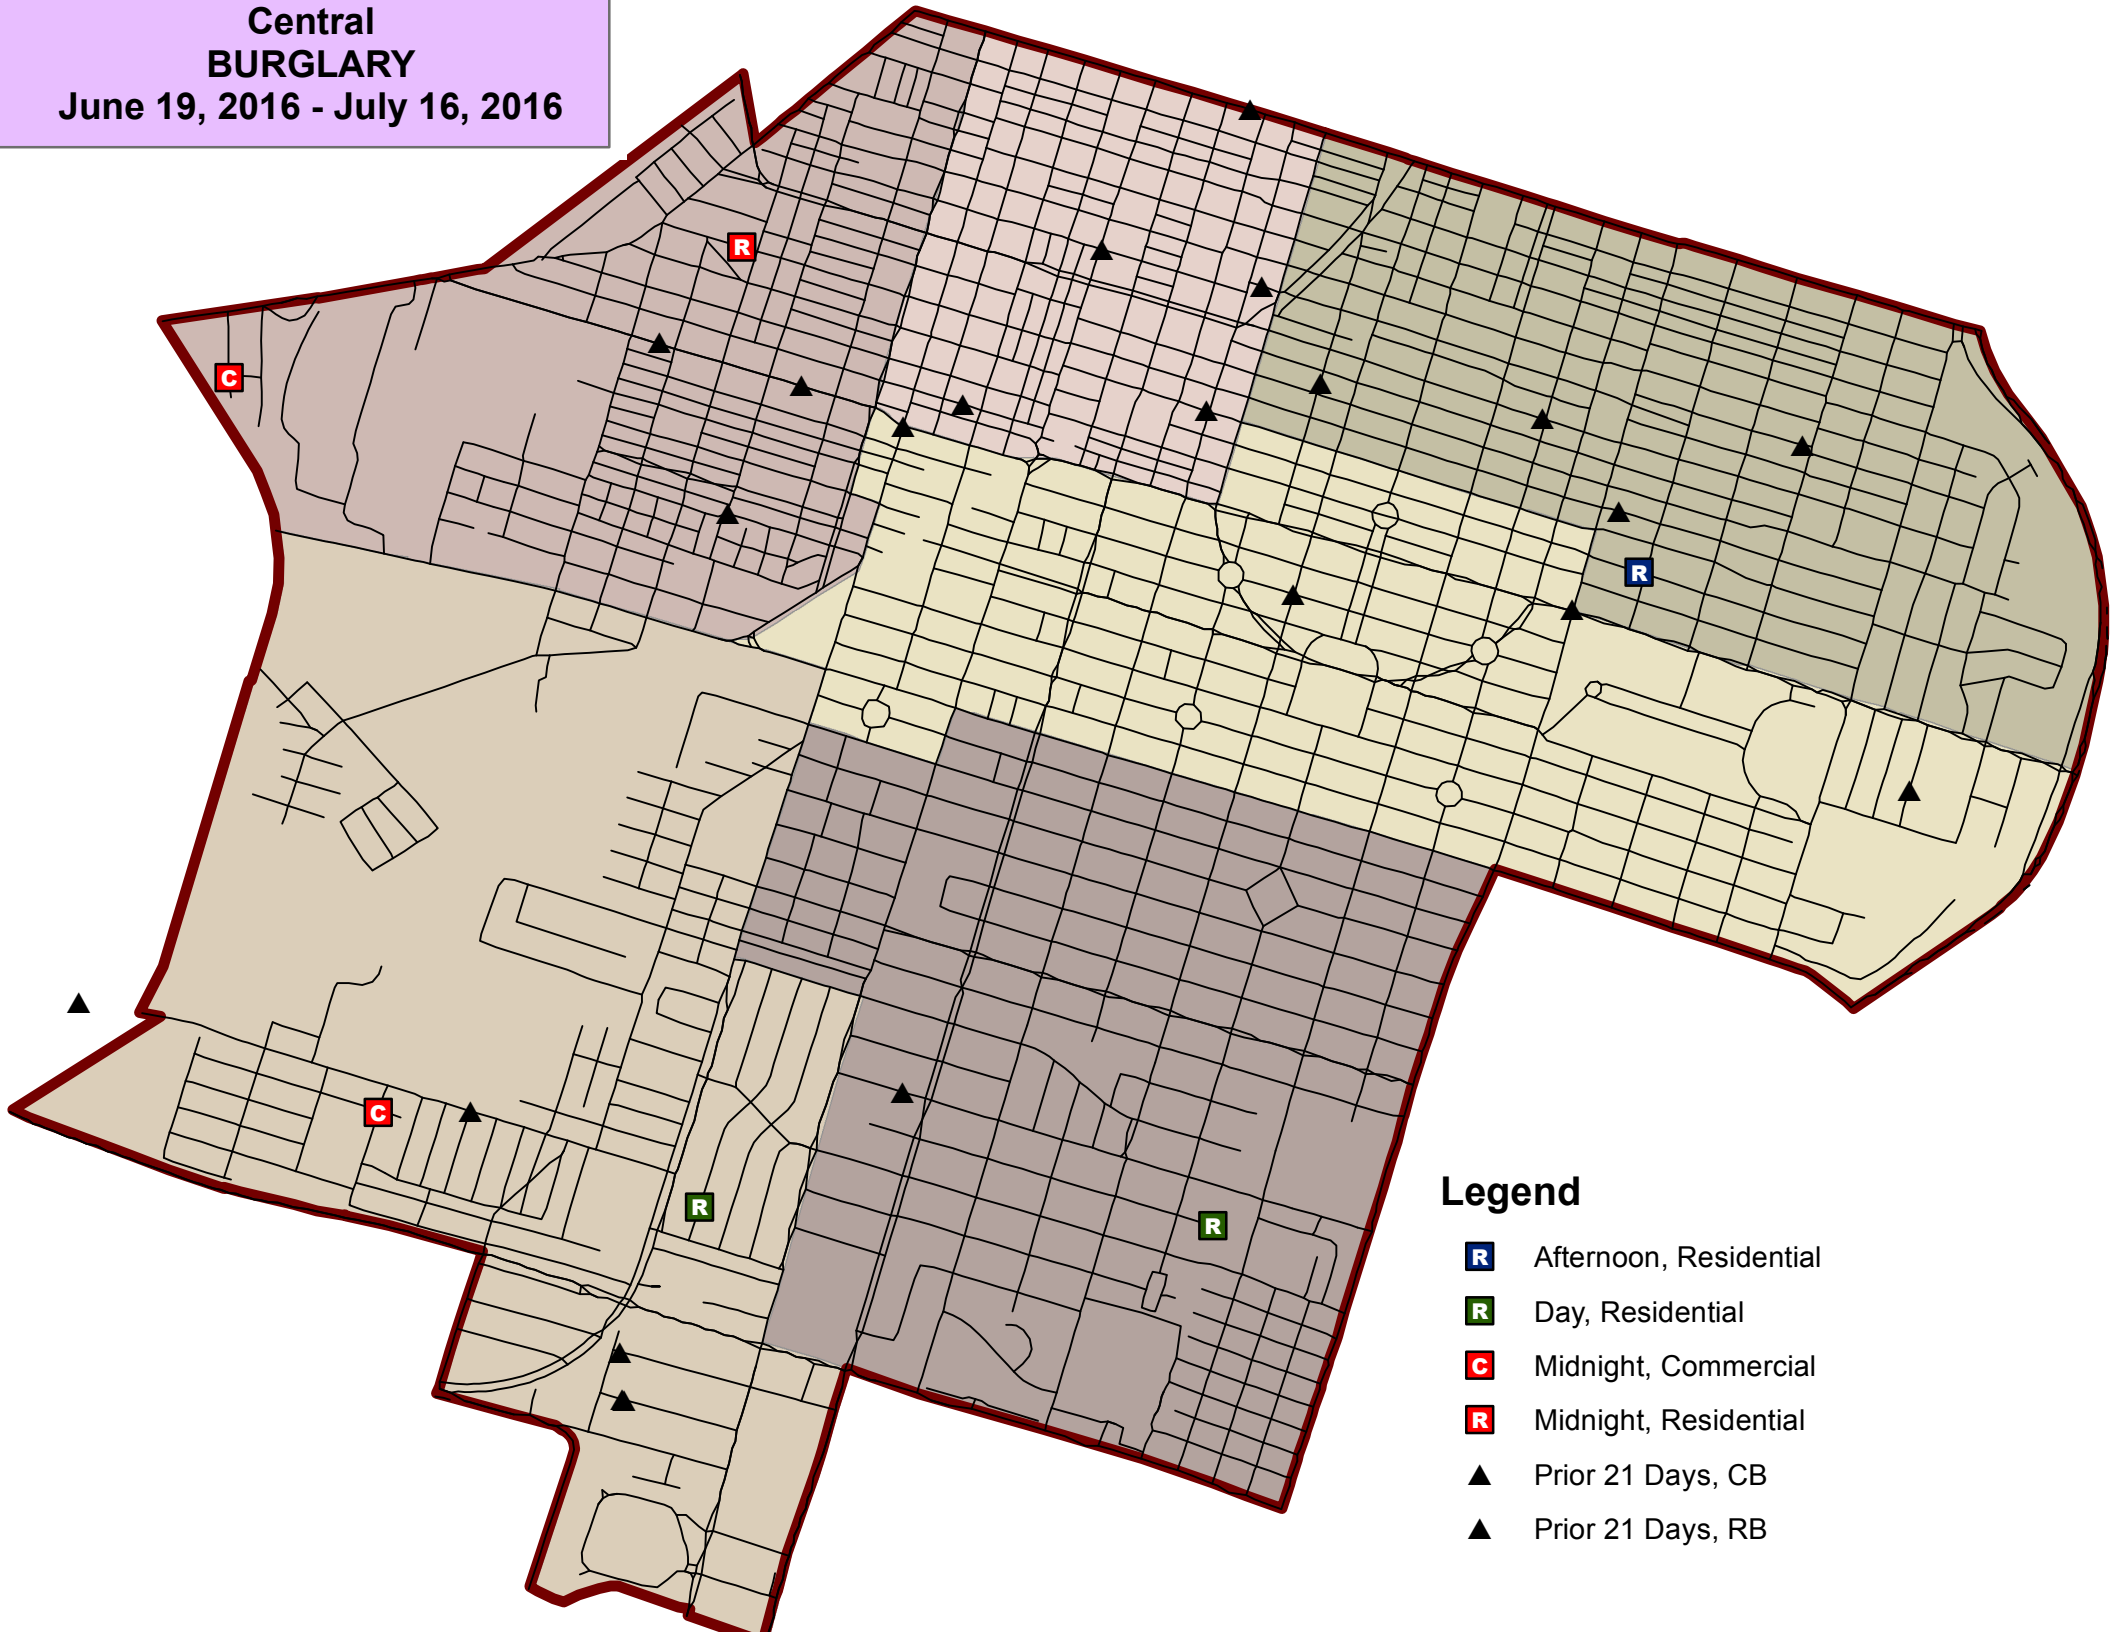 Central
BURGLARY
June 19, 2016 - July 16, 2016
R
C
R
C
R
R
Legend
R Afternoon, Residential
R Day, Residential
C Midnight, Commercial
R Midnight, Residential
Prior 21 Days, CB
Prior 21 Days, RB